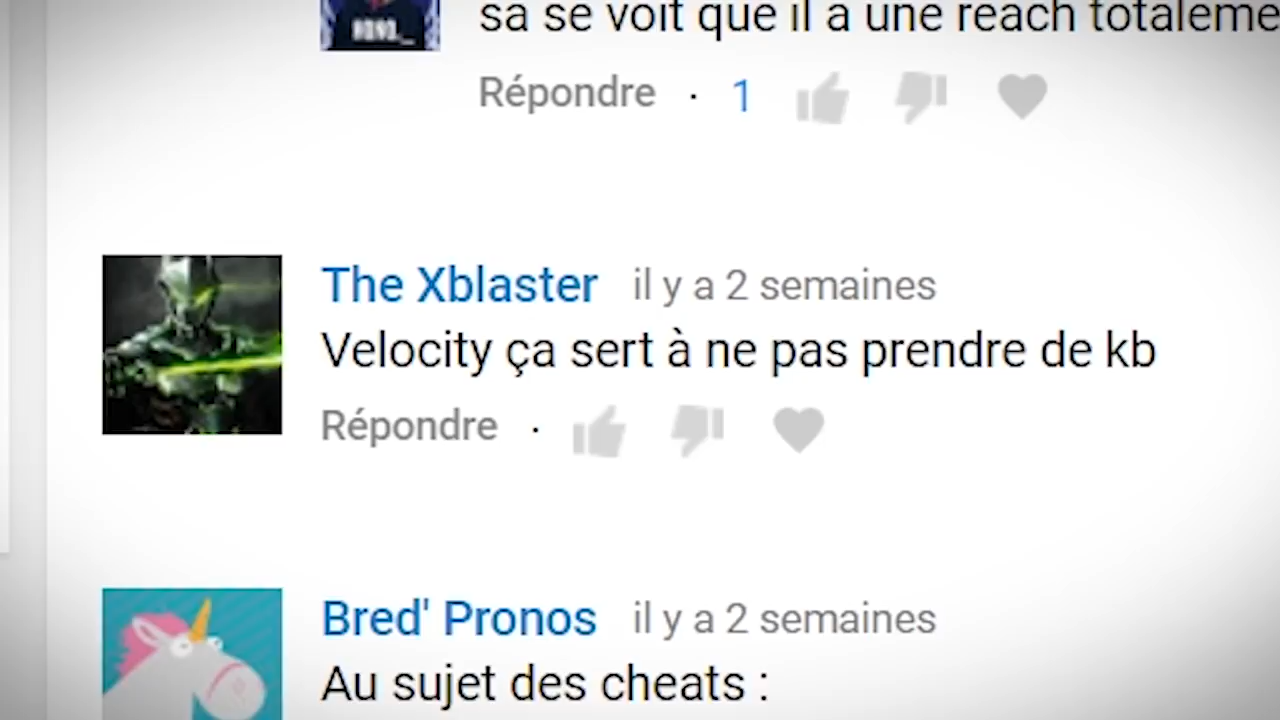 sa se voit que il a une reach
Répondre · 1
The Xblaster il y a 2 semaines
Velocity ça sert à ne pas prendre de kb
Répondre ·
Bred' Pronos il y a 2 semaines
Au sujet des cheats :